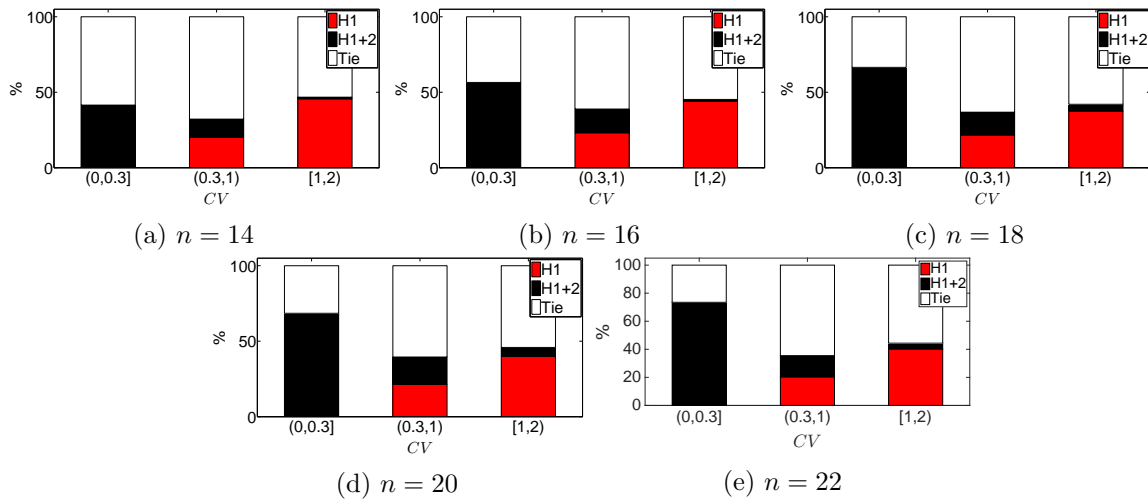 100
50
0
%
H1
H1+2
Tie
(0,0.3]
(0.3,1)
[1,2)
CV
(a) n = 14
100
50
0
%
H1
H1+2
Tie
(0,0.3]
(0.3,1)
[1,2)
CV
(b) n = 16
100
50
0
%
H1
H1+2
Tie
(0,0.3]
(0.3,1)
[1,2)
CV
(c) n = 18
100
50
0
%
H1
H1+2
Tie
(0,0.3]
(0.3,1)
[1,2)
CV
(d) n = 20
100
80
60
40
20
0
%
H1
H1+2
Tie
(0,0.3]
(0.3,1)
[1,2)
CV
(e) n = 22